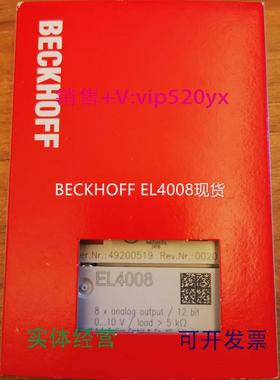 BECKHOFF
销售+V:vip520yx
BECKHOFF EL4008现货
er.Nr.: 49200519 Rev.Nr.: 0020
EL4008
8 x analog output / 12 bit
0...10 V / load > 5 kΩ
实体经营
可开发票